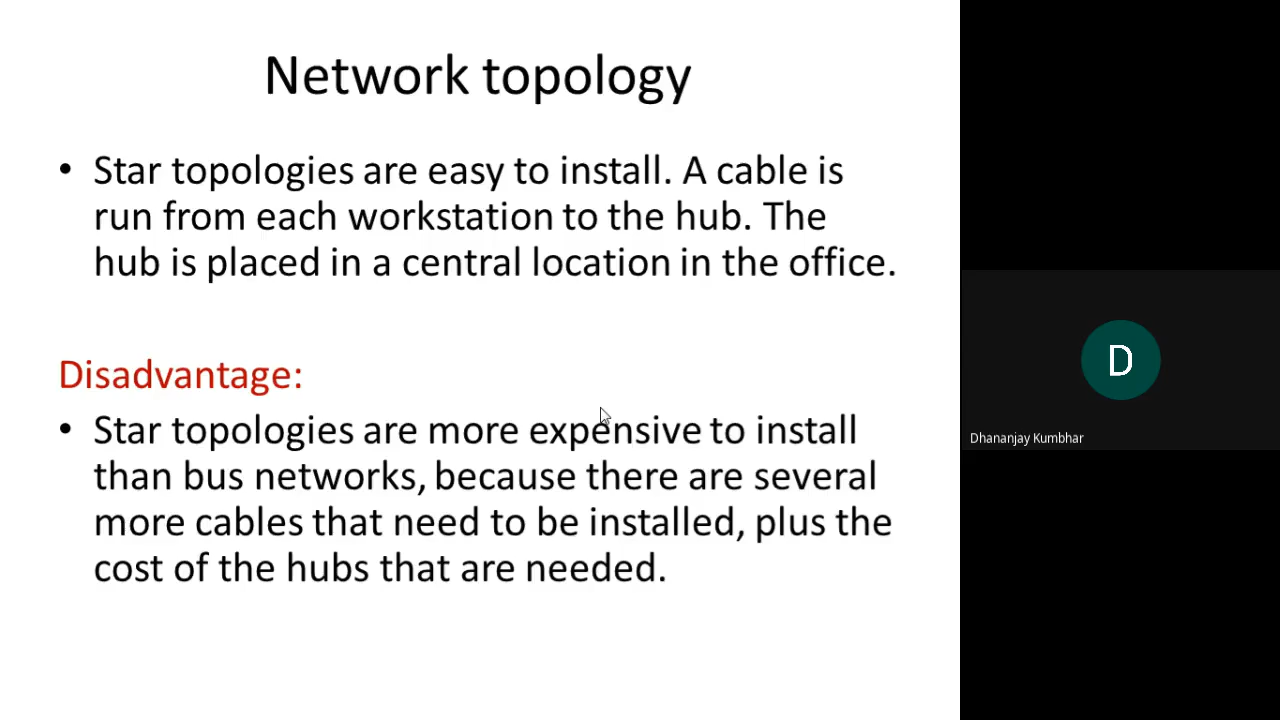 Network topology
• Star topologies are easy to install. A cable is
run from each workstation to the hub. The
hub is placed in a central location in the office.
Disadvantage:
• Star topologies are more expensive to install
than bus networks, because there are several
more cables that need to be installed, plus the
cost of the hubs that are needed.
D
Dhananjay Kumbhar